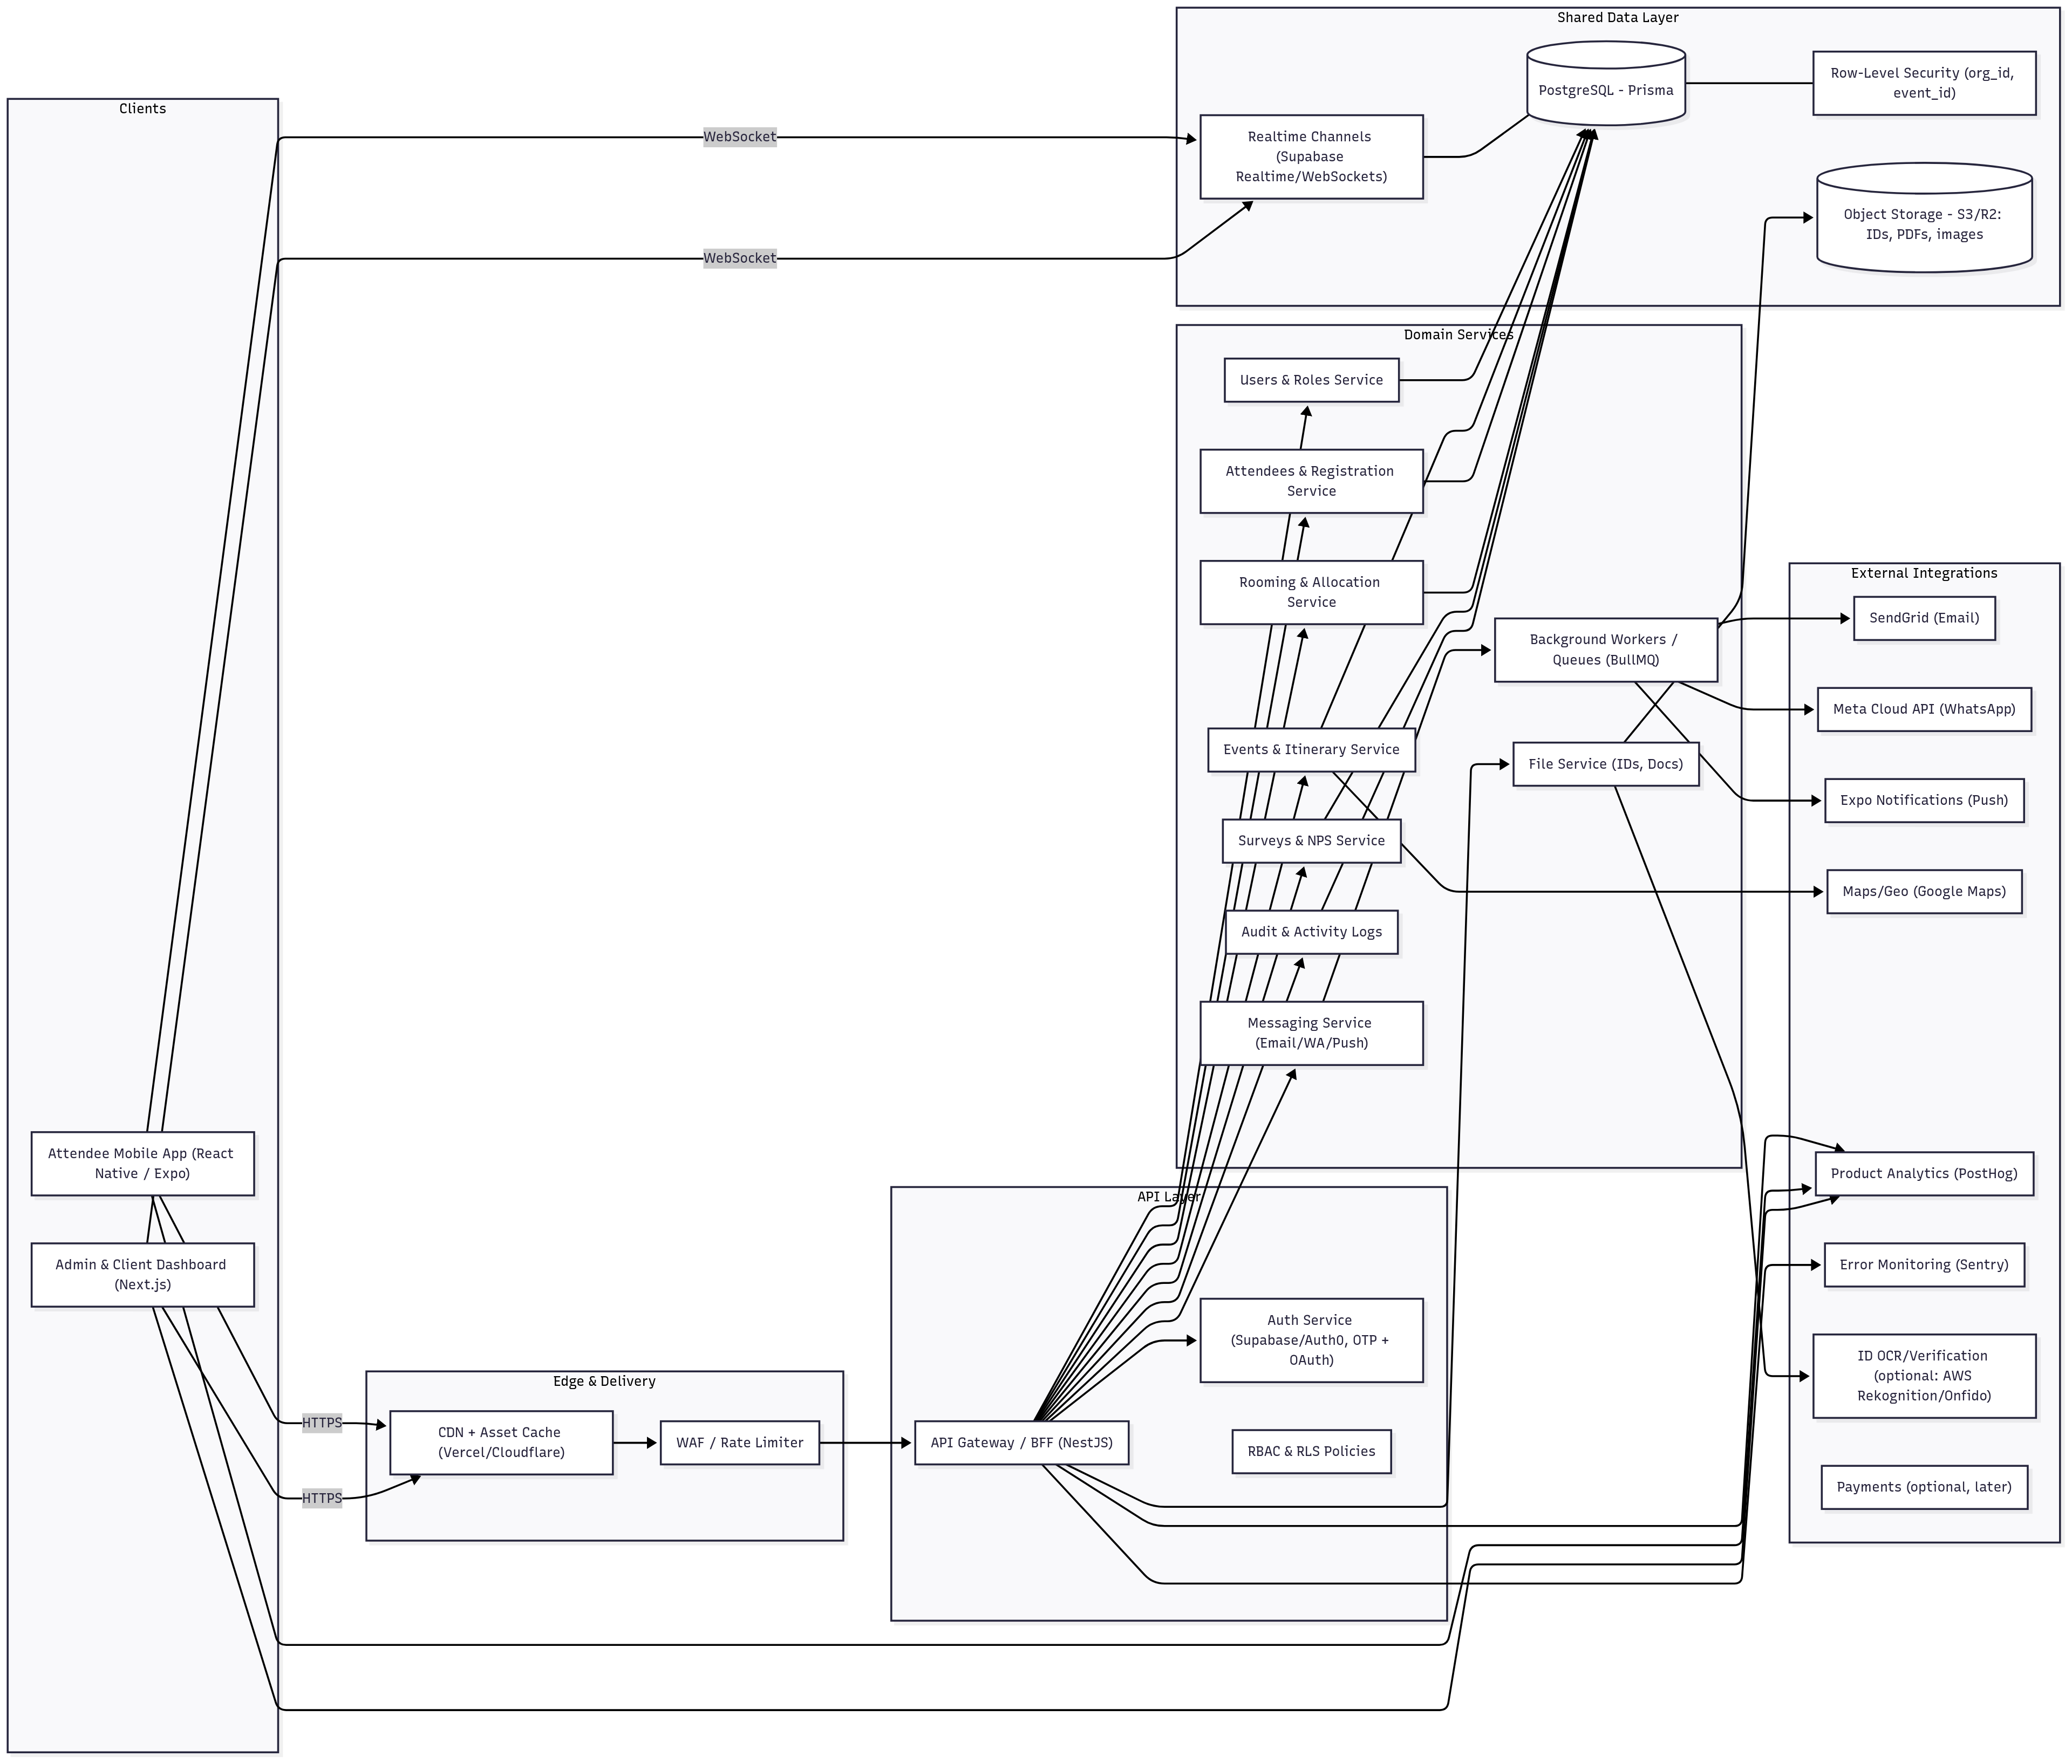 Shared Data Layer
PostgreSQL - Prisma
Row-Level Security (org_id,
event_id)
Realtime Channels
(Supabase
Realtime/WebSockets)
Object Storage - S3/R2:
IDs, PDFs, images
Clients
WebSocket
WebSocket
Attendee Mobile App (React
Native / Expo)
Admin & Client Dashboard
(Next.js)
HTTPS
HTTPS
Edge & Delivery
CDN + Asset Cache
(Vercel/Cloudflare)
WAF / Rate Limiter
API Layer
API Gateway / BFF (NestJS)
Auth Service
(Supabase/Auth0, OTP +
OAuth)
RBAC & RLS Policies
Domain Services
Users & Roles Service
Attendees & Registration
Service
Rooming & Allocation
Service
Events & Itinerary Service
Surveys & NPS Service
Audit & Activity Logs
Messaging Service
(Email/WA/Push)
Background Workers /
Queues (BullMQ)
File Service (IDs, Docs)
External Integrations
SendGrid (Email)
Meta Cloud API (WhatsApp)
Expo Notifications (Push)
Maps/Geo (Google Maps)
Product Analytics (PostHog)
Error Monitoring (Sentry)
ID OCR/Verification
(optional: AWS
Rekognition/Onfido)
Payments (optional, later)